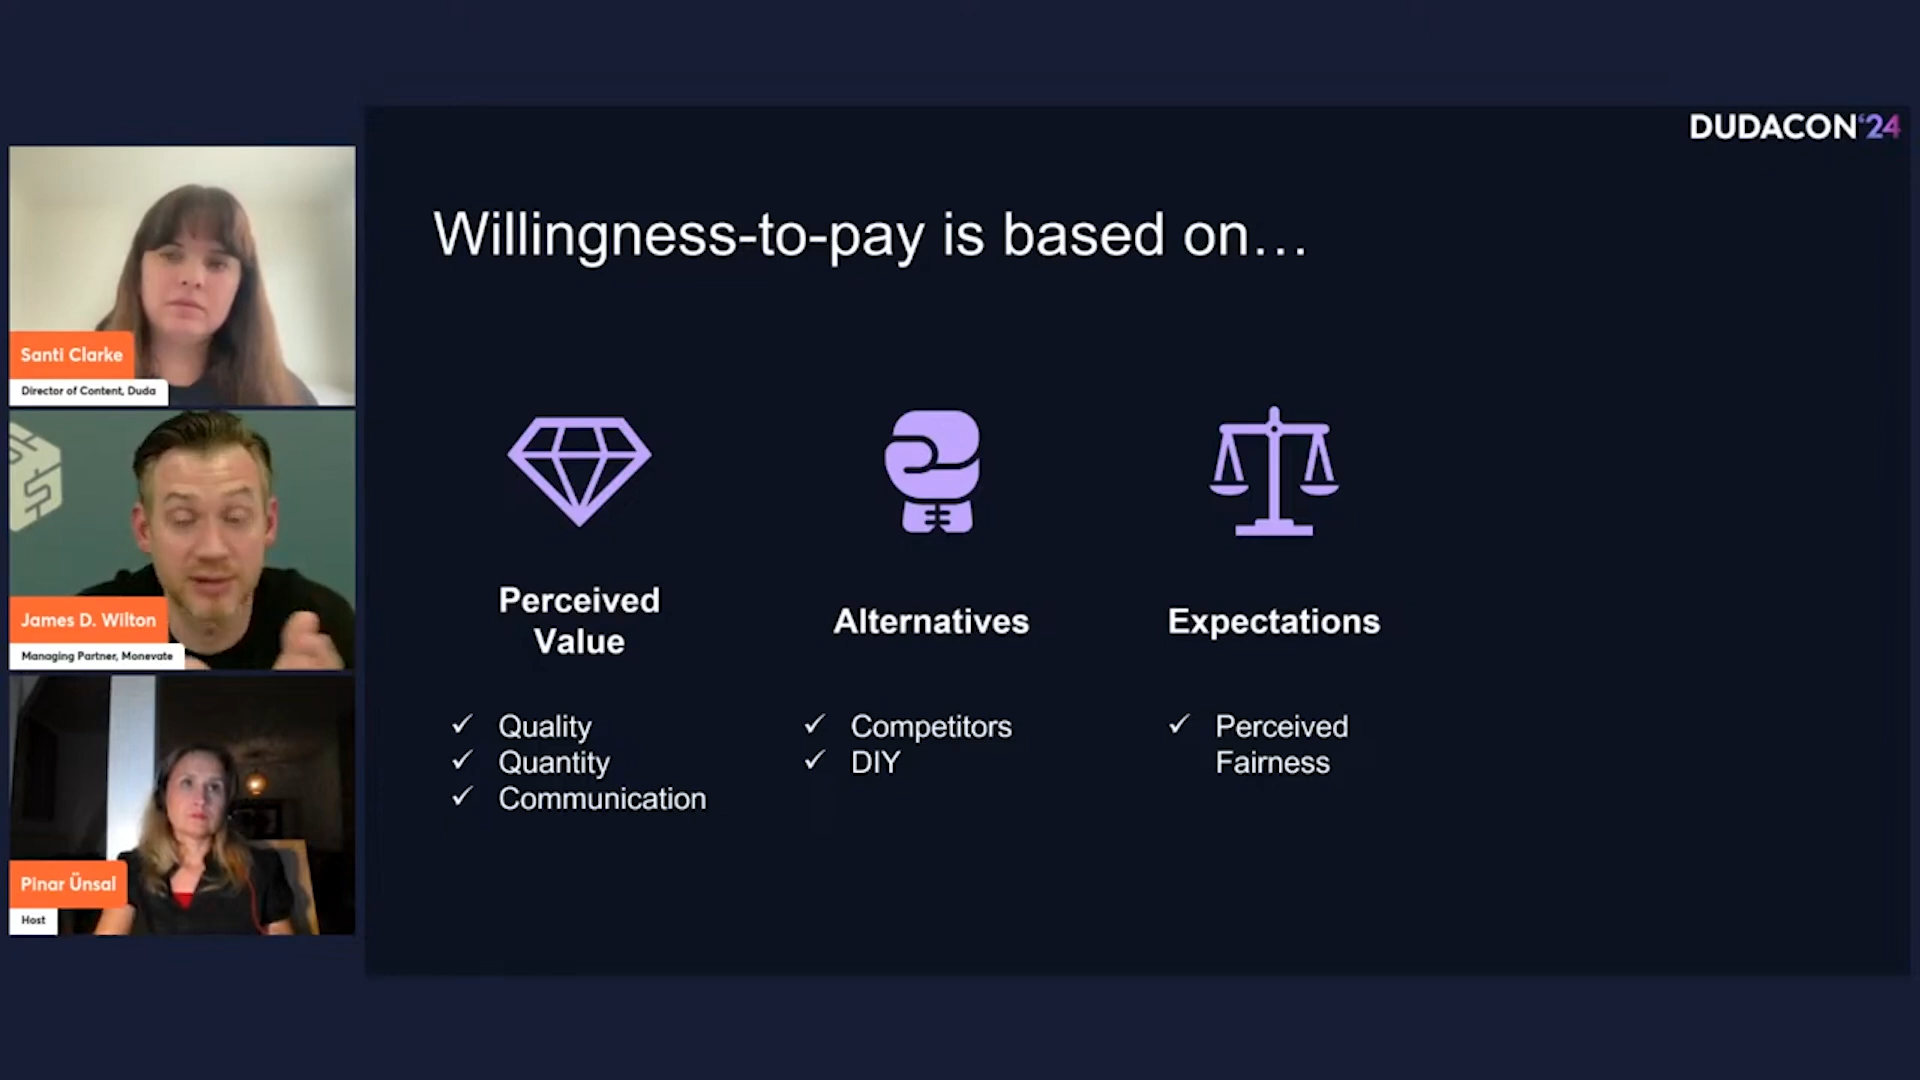 DUDACON'24
Willingness-to-pay is based on…
Perceived
Value
✓ Quality
✓ Quantity
✓ Communication
Alternatives
✓ Competitors
✓ DIY
Expectations
✓ Perceived
Fairness
Santi Clarke
Director of Content, Duda
James D. Wilton
Managing Partner, Monevate
Pinar Ünsal
Host